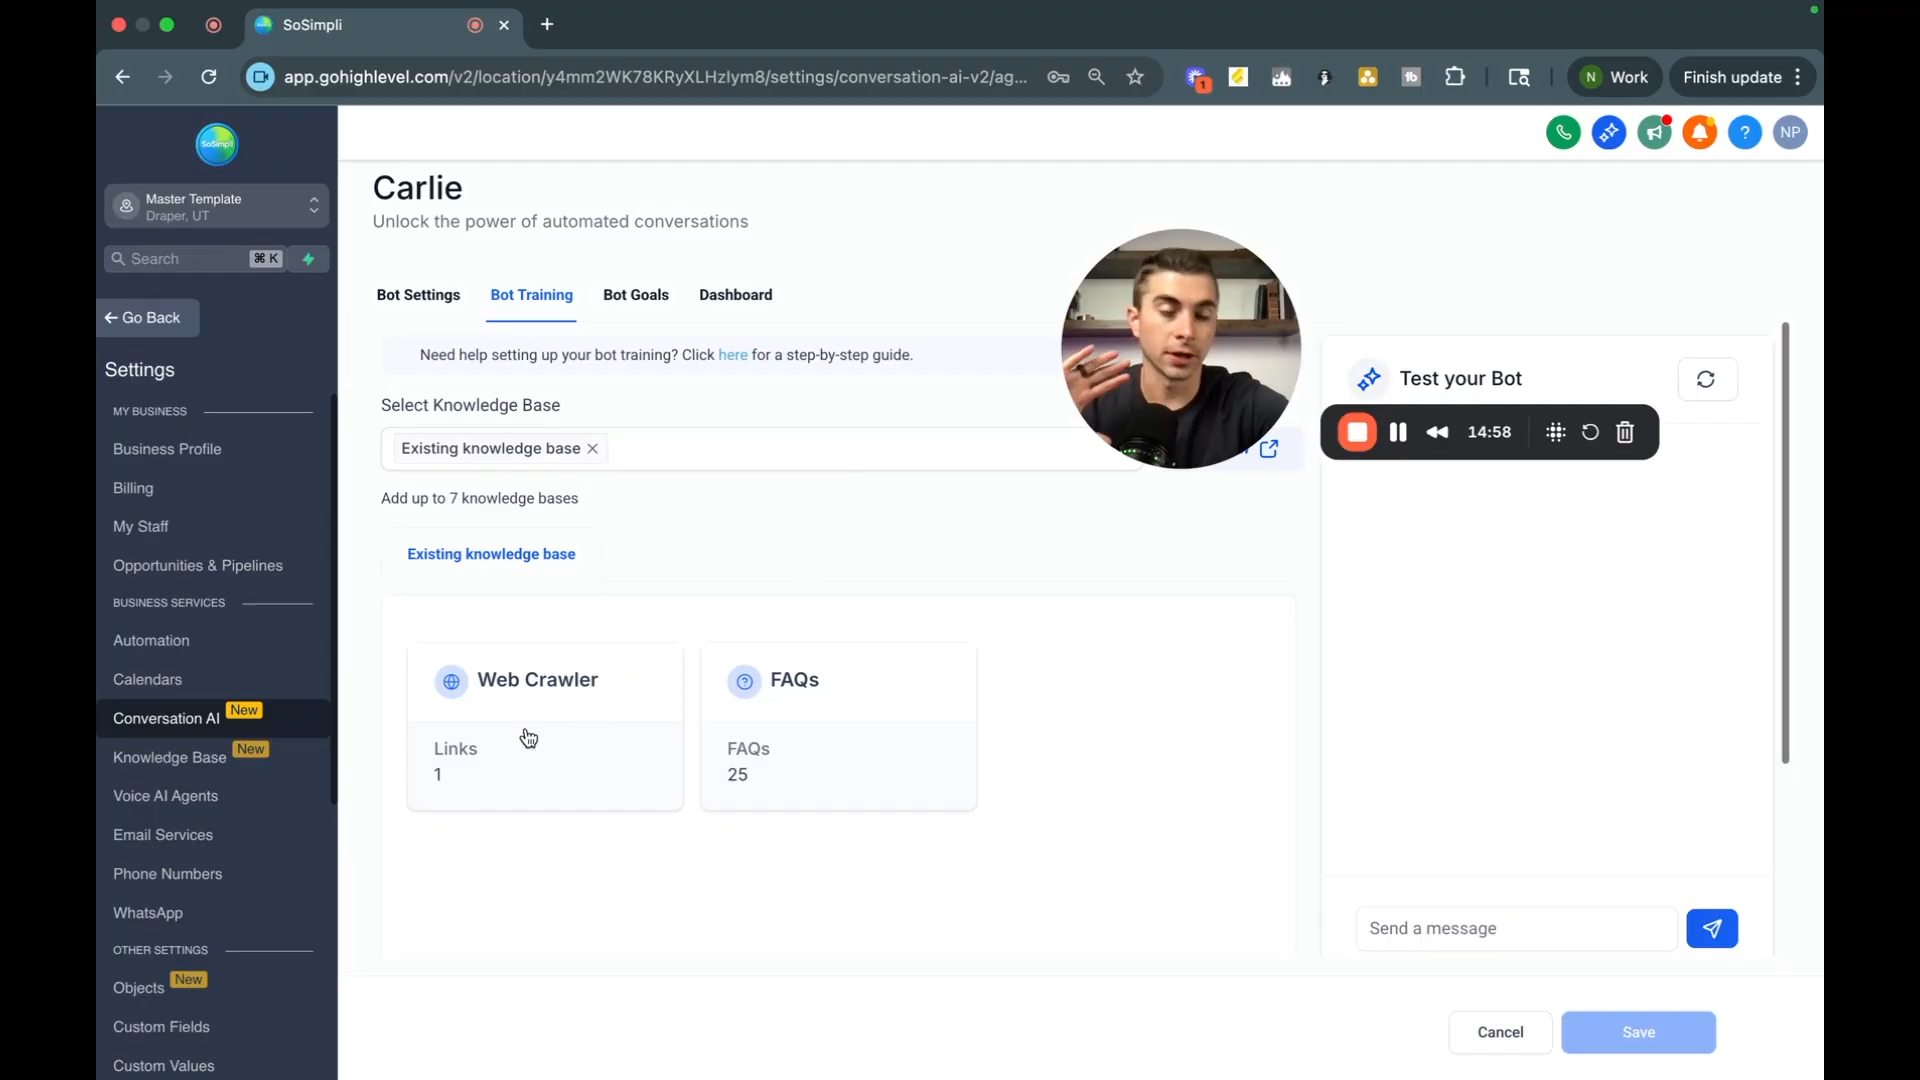 SoSimpli
app.gohighlevel.com/v2/location/y4mm2WK78KRyXLHzlym8/settings/conversation-ai-v2/ag...
1
N Work
Finish update
SoSimpli
Master Template
Draper, UT
Search ⌘ K
Go Back
Settings
MY BUSINESS
Business Profile
Billing
My Staff
Opportunities & Pipelines
BUSINESS SERVICES
Automation
Calendars
Conversation AI New
Knowledge Base New
Voice AI Agents
Email Services
Phone Numbers
WhatsApp
OTHER SETTINGS
Objects New
Custom Fields
Custom Values
NP
Carlie
Unlock the power of automated conversations
Bot Settings Bot Training Bot Goals Dashboard
Need help setting up your bot training? Click here for a step-by-step guide.
Select Knowledge Base
Existing knowledge base
Add up to 7 knowledge bases
Existing knowledge base
Web Crawler
Links
1
FAQs
FAQs
25
Test your Bot
14:58
Send a message
Cancel
Save